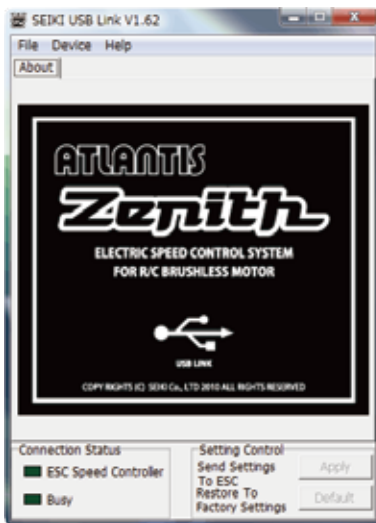 SEIKI USB Link V1.62
File Device Help
About
ATLANTIS
Zenith
ELECTRIC SPEED CONTROL SYSTEM
FOR R/C BRUSHLESS MOTOR
USB LINK
COPY RIGHTS (C) SEIKI Co., LTD 2010 ALL RIGHTS RESERVED
Connection Status
ESC Speed Controller
Busy
Setting Control
Send Settings
To ESC
Apply
Restore To
Factory Settings
Default